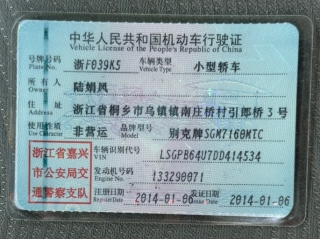 中华人民共和国机动车行驶证
Vehicle License of the People's Republic of China
号牌号码 浙F039K5 车辆类型 小型轿车
Plate No. Vehicle Type
所有人 陆娟凤
Owner
住址 浙江省桐乡市乌镇镇南庄桥村引郎桥3号
Address
使用性质 非营运 品牌型号 别克牌SGM7160MTC
Use Character Model
浙江省嘉兴
市公安局交
通警察支队
车辆识别代号 LSGPB64U7DD414534
VIN
发动机号码 133290071
Engine No.
注册日期 2014-01-06 发证日期 2014-01-06
Register Date Issue Date